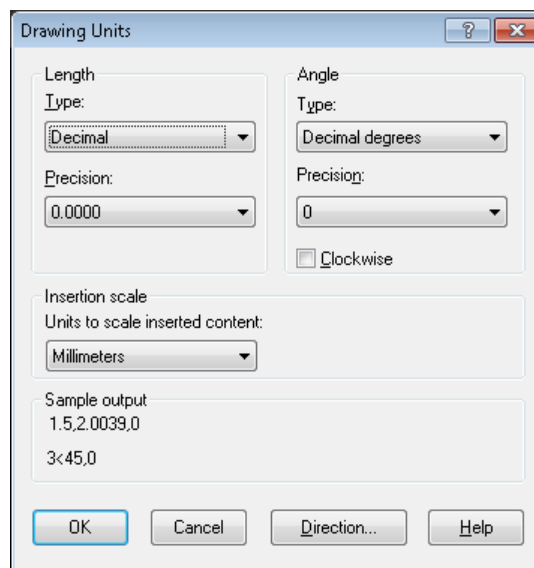 Drawing Units
Length
Type:
Decimal
Precision:
0.0000
Angle
Type:
Decimal degrees
Precision:
0
Clockwise
Insertion scale
Units to scale inserted content:
Millimeters
Sample output
1.5,2.0039,0
3<45,0
OK
Cancel
Direction...
Help